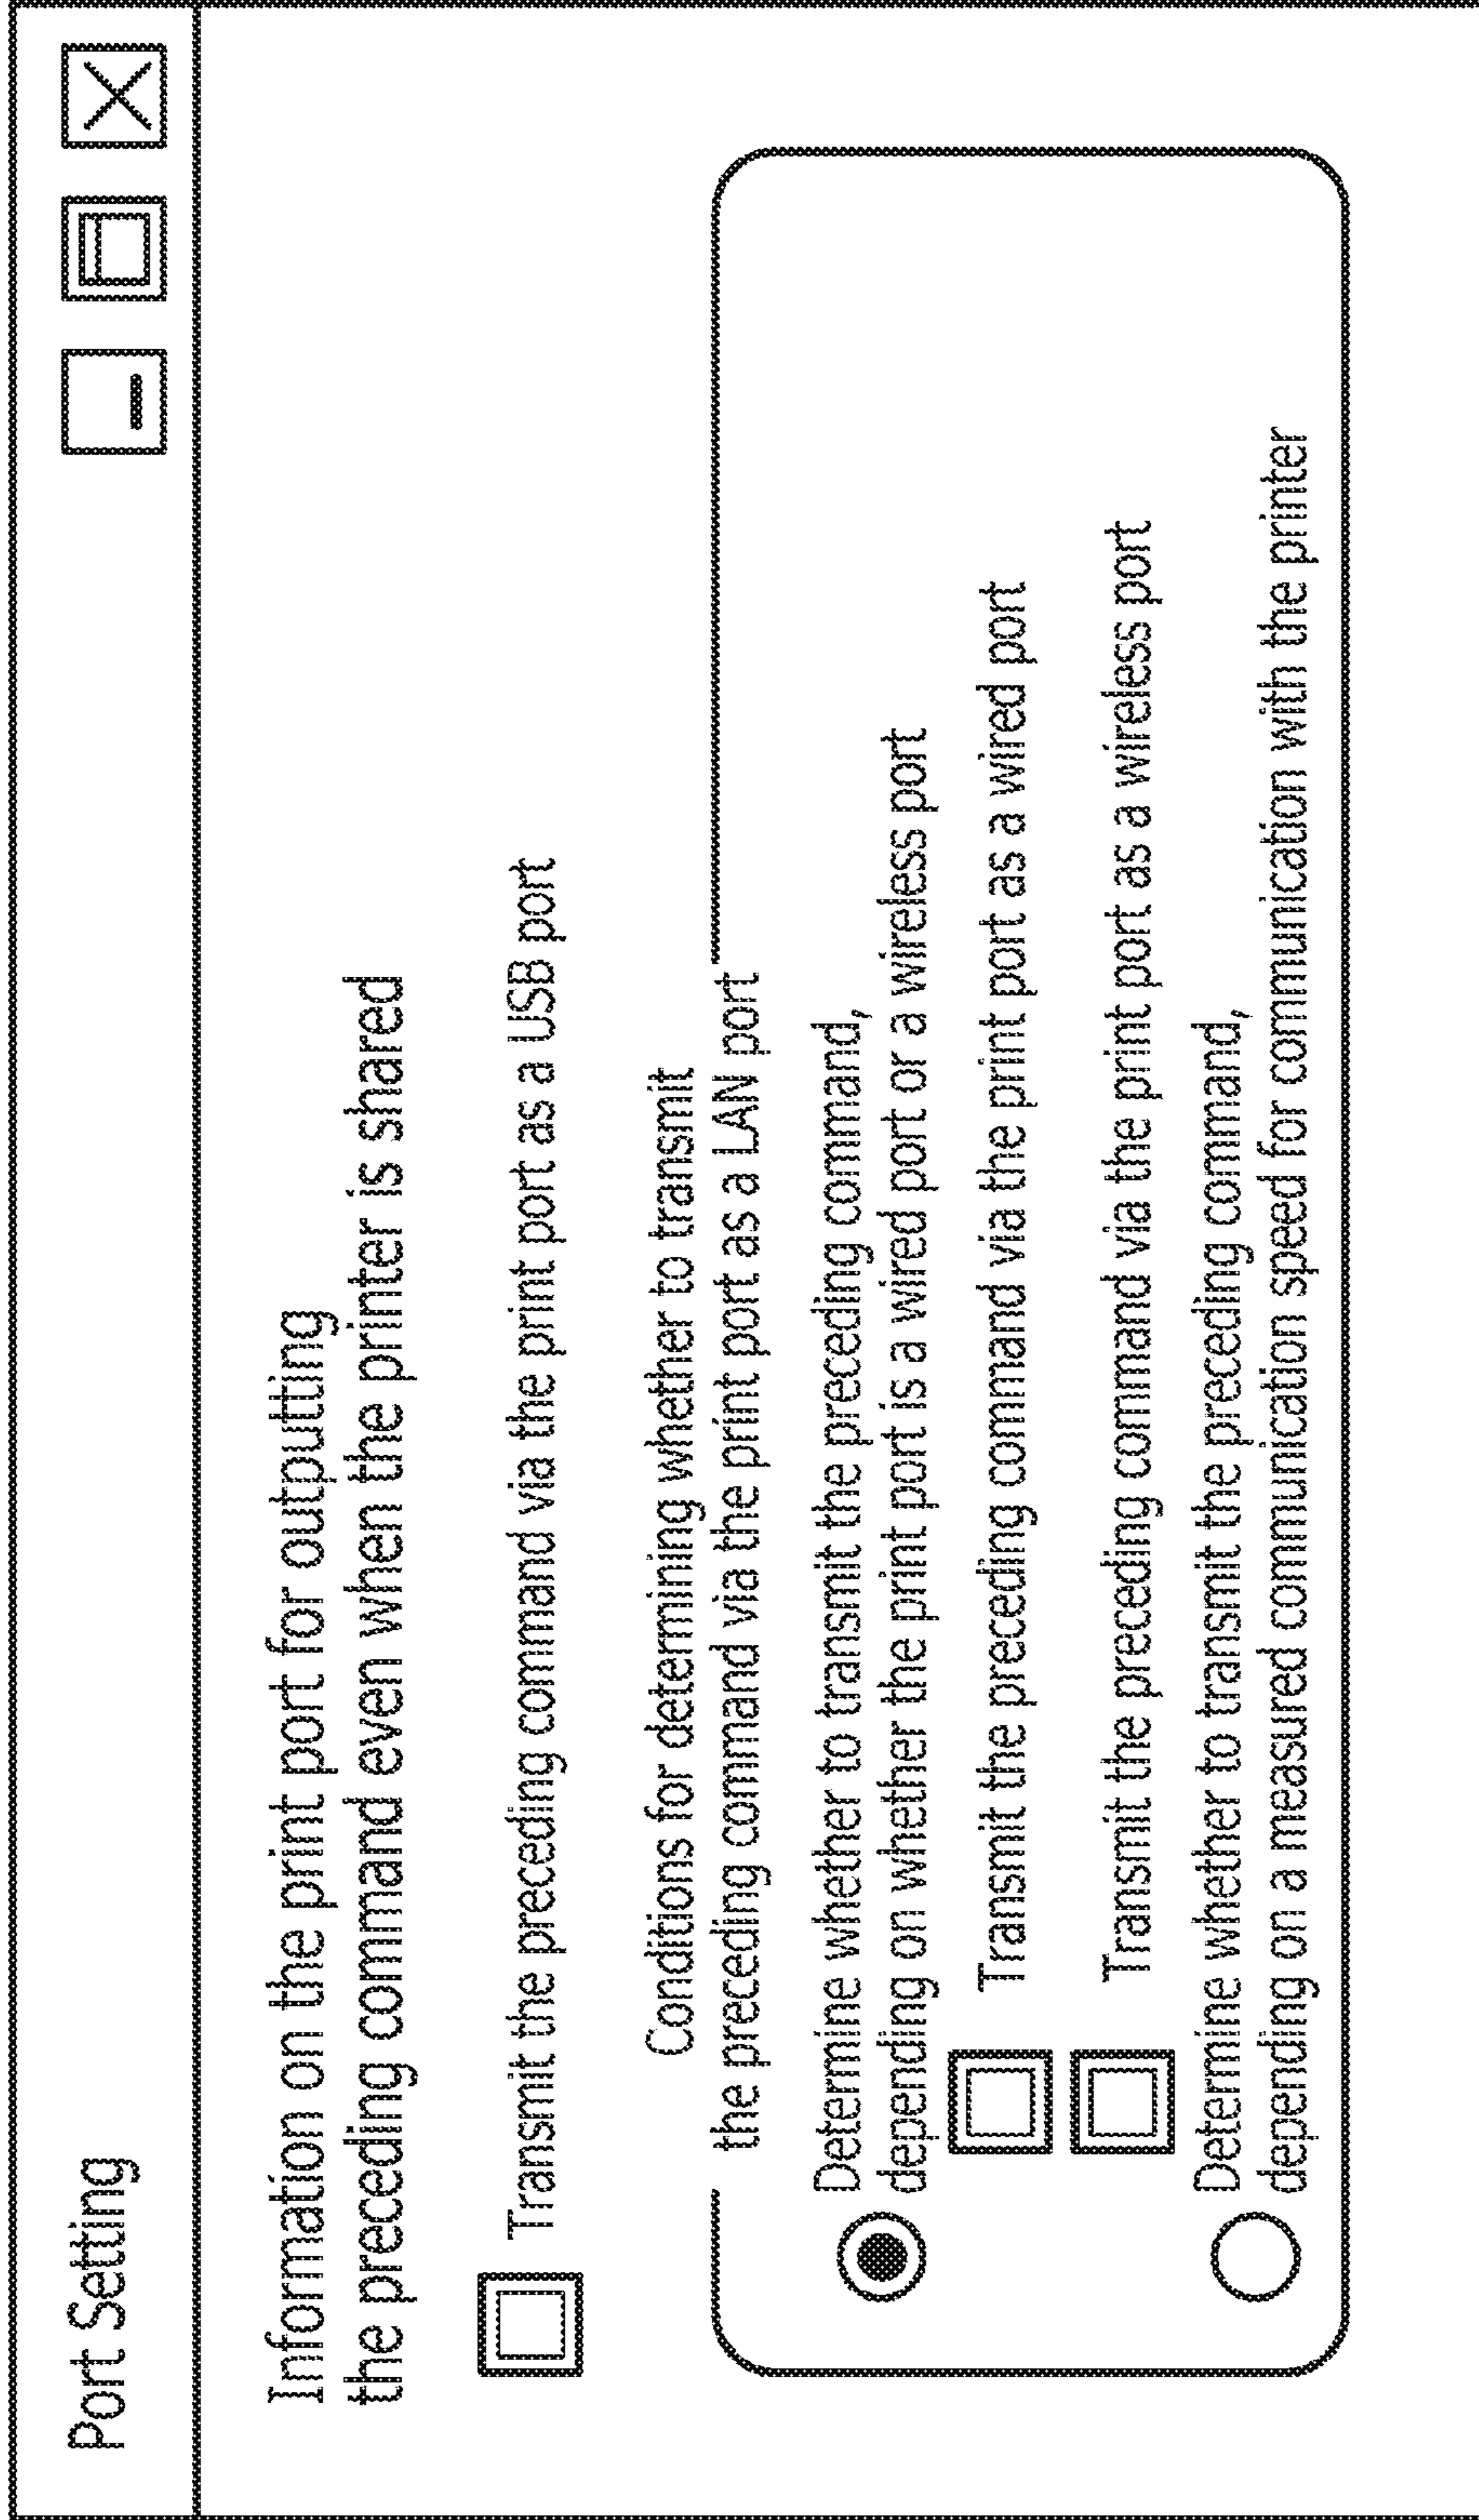 Port Setting
Information on the print port for outputting
the preceding command even when the printer is shared
Transmit the preceding command via the print port as a USB port
Conditions for determining whether to transmit
the preceding command via the print port as a LAN port
Determine whether to transmit the preceding command,
depending on whether the print port is a wired port or a wireless port
Transmit the preceding command via the print port as a wired port
Transmit the preceding command via the print port as a wireless port
Determine whether to transmit the preceding command,
depending on a measured communication speed for communication with the printer